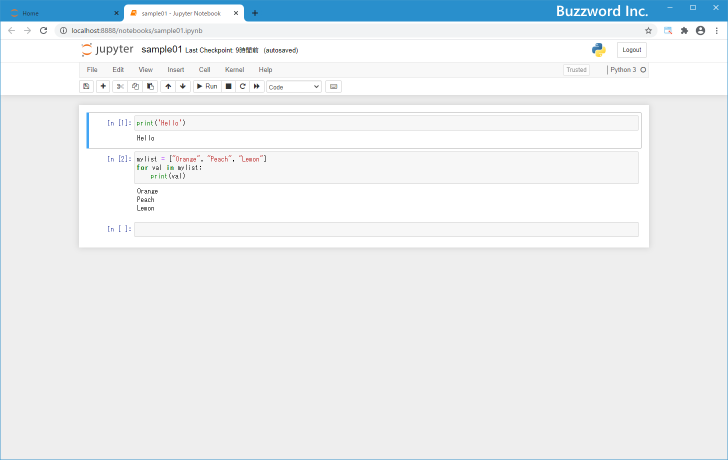 Home
sample01 - Jupyter Notebook
Buzzword Inc.
localhost:8888/notebooks/sample01.ipynb
jupyter sample01 Last Checkpoint: 9時間前 (autosaved)
Logout
File Edit View Insert Cell Kernel Help
Trusted
Python 3
Run
Code
In [1]: print('Hello')
Hello
In [2]: mylist = ["Orange", "Peach", "Lemon"]
for val in mylist:
    print(val)
Orange
Peach
Lemon
In [ ]: